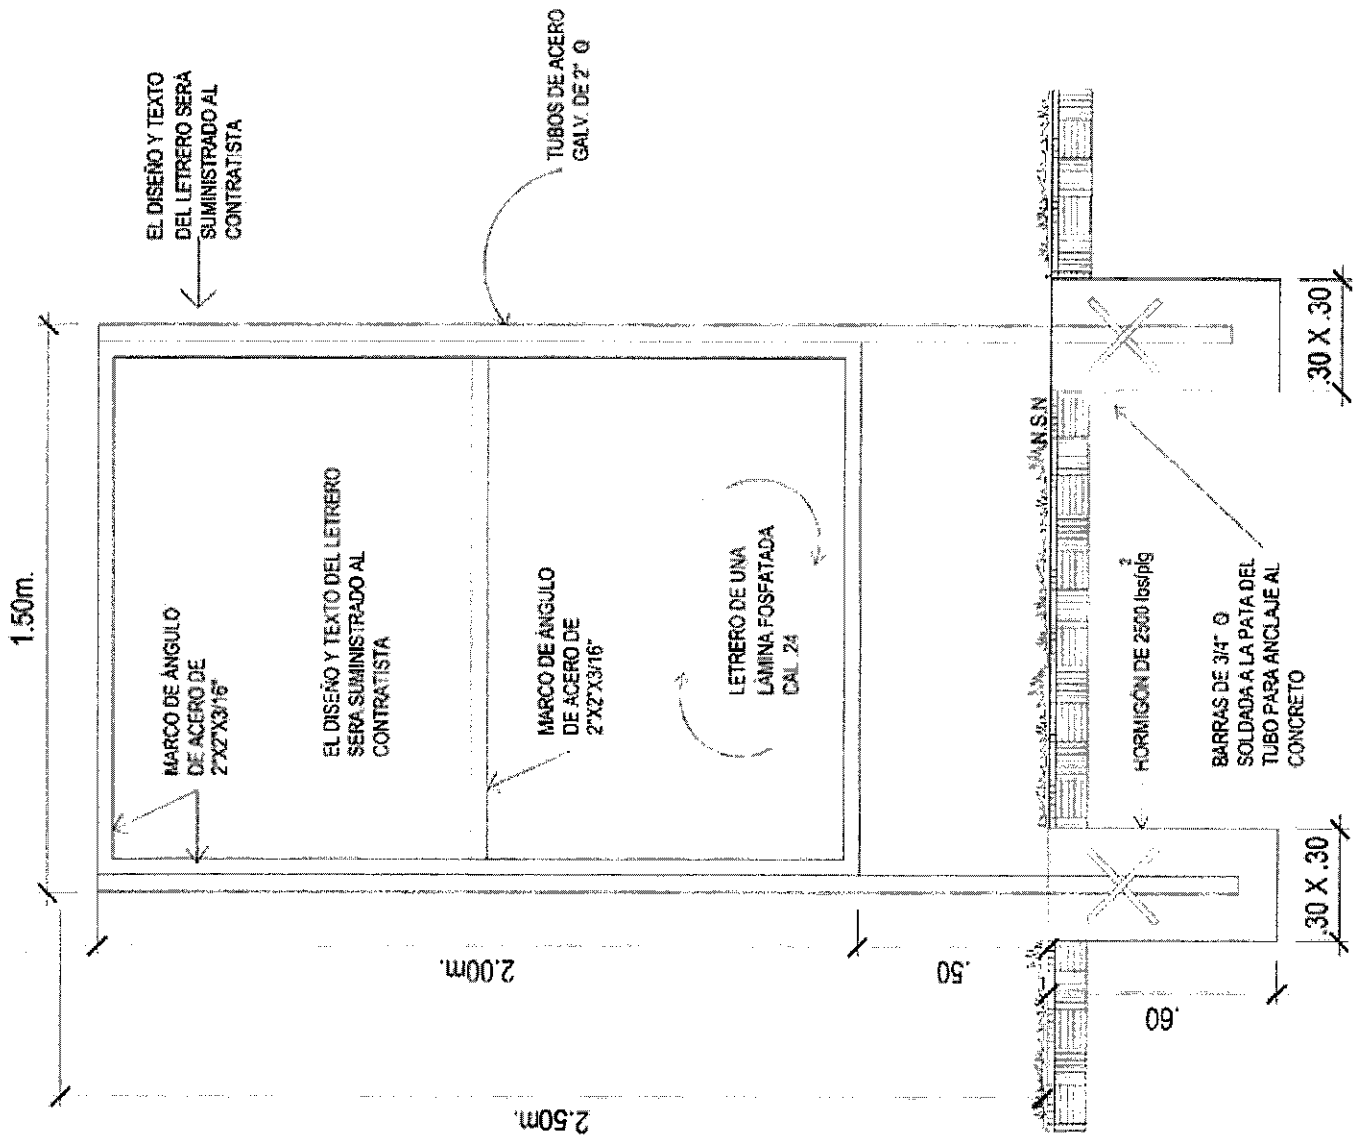 1.50m.
EL DISEÑO Y TEXTO
DEL LETRERO SERÁ
SUMINISTRADO AL
CONTRATISTA
MARCO DE ÁNGULO
DE ACERO DE
2"X2"X3/16"
EL DISEÑO Y TEXTO DEL LETRERO
SERA SUMINISTRADO AL
CONTRATISTA
TUBOS DE ACERO
GALV. DE 2" Q
MARCO DE ÁNGULO
DE ACERO DE
2"X2"X3/16"
LETRERO DE UNA
LÁMINA FOSFATADA
CAL .24
2.00m.
2.50m.
.50
.60
N.S.N
HORMIGÓN DE 2500 lbs/plg 2
BARRAS DE 3/4" Q
SOLDADA A LA PATA DEL
TUBO PARA ANCLAJE AL
CONCRETO
.30 X .30
.30 X .30